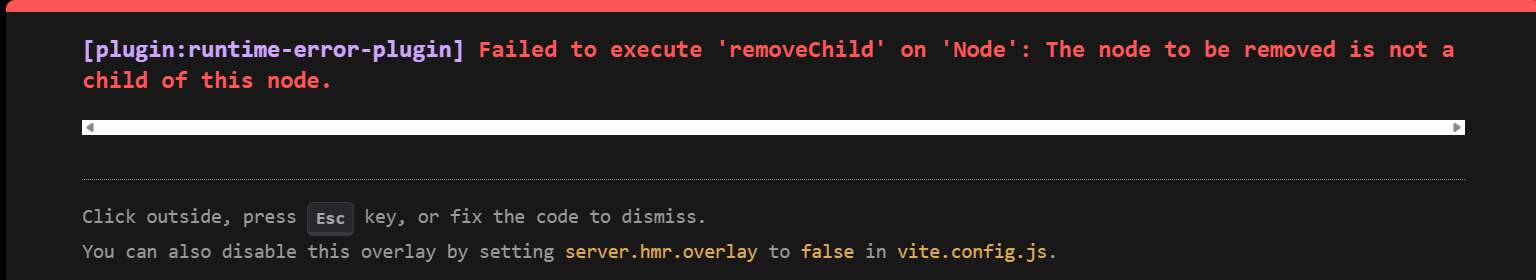 [plugin:runtime-error-plugin] Failed to execute 'removeChild' on 'Node': The node to be removed is not a
child of this node.
Click outside, press Esc key, or fix the code to dismiss.
You can also disable this overlay by setting server.hmr.overlay to false in vite.config.js.